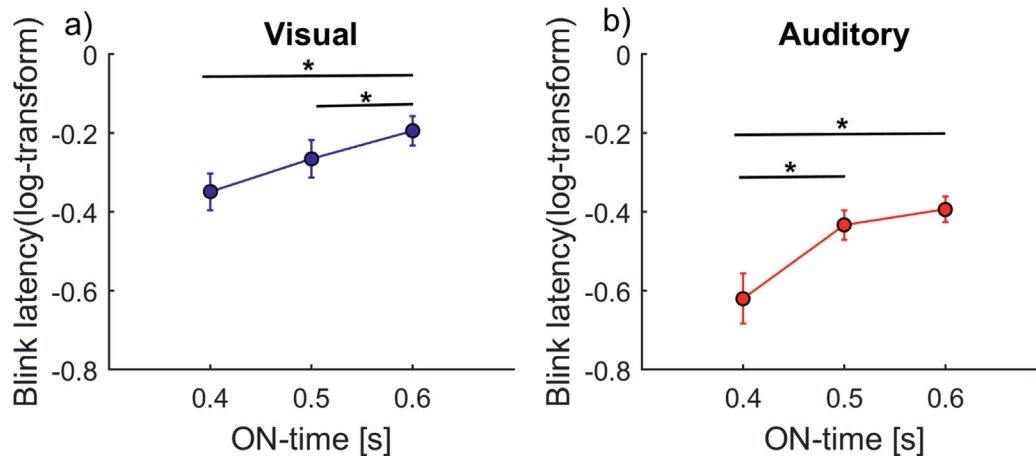 a)
Visual
Blink latency(log-transform)
0
-0.2
-0.4
-0.6
-0.8
*
*
0.4 0.5 0.6
ON-time [s]
b)
Auditory
Blink latency(log-transform)
0
-0.2
-0.4
-0.6
-0.8
*
*
0.4 0.5 0.6
ON-time [s]